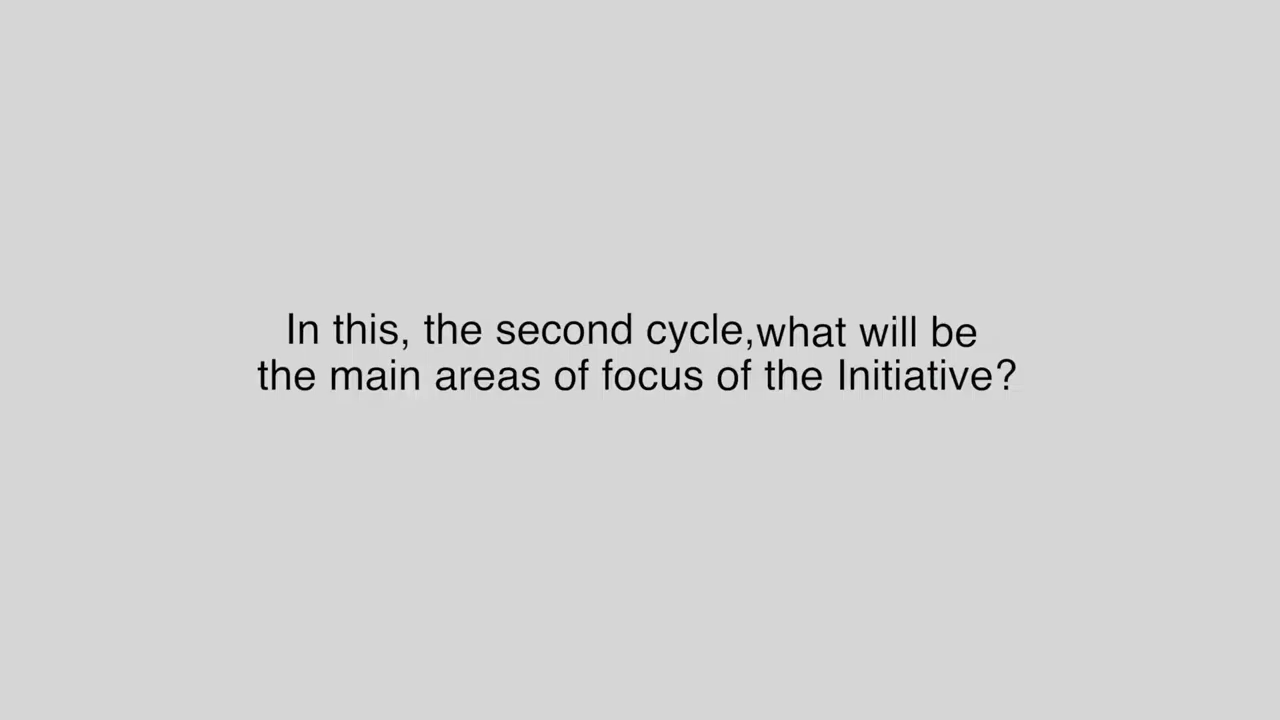 In this, the second cycle,what will be
the main areas of focus of the Initiative?